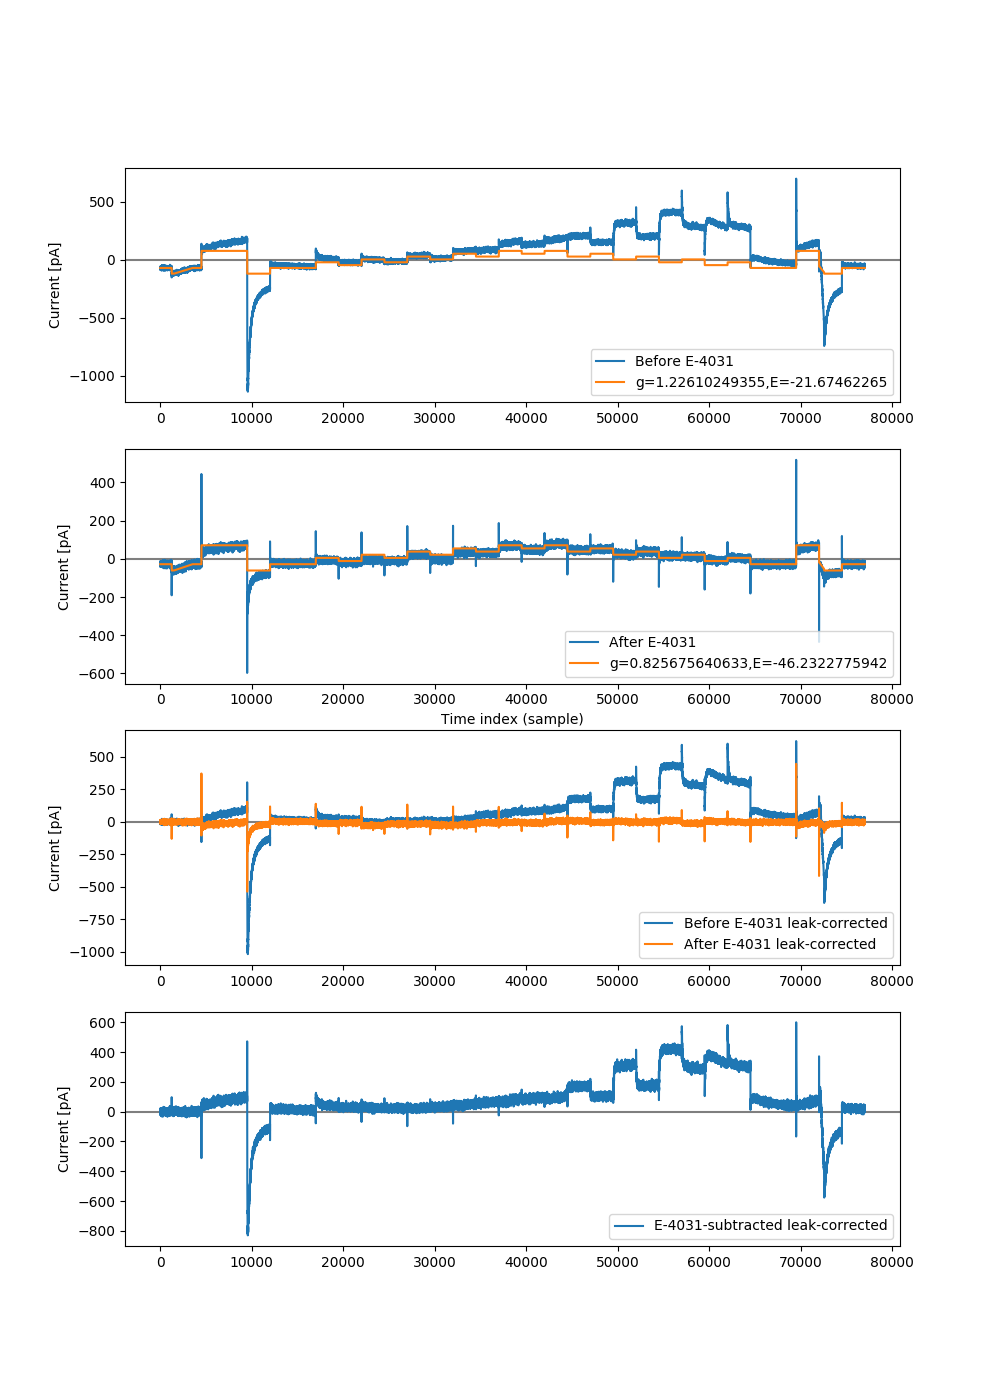 500
0
−500
−1000
Current [pA]
Before E-4031
g=1.22610249355,E=-21.67462265
0 10000 20000 30000 40000 50000 60000 70000 80000
400
200
0
−200
−400
−600
Current [pA]
After E-4031
g=0.825675640633,E=-46.2322775942
0 10000 20000 30000 40000 50000 60000 70000 80000
Time index (sample)
500
250
0
−250
−500
−750
−1000
Current [pA]
Before E-4031 leak-corrected
After E-4031 leak-corrected
0 10000 20000 30000 40000 50000 60000 70000 80000
600
400
200
0
−200
−400
−600
−800
Current [pA]
E-4031-subtracted leak-corrected
0 10000 20000 30000 40000 50000 60000 70000 80000